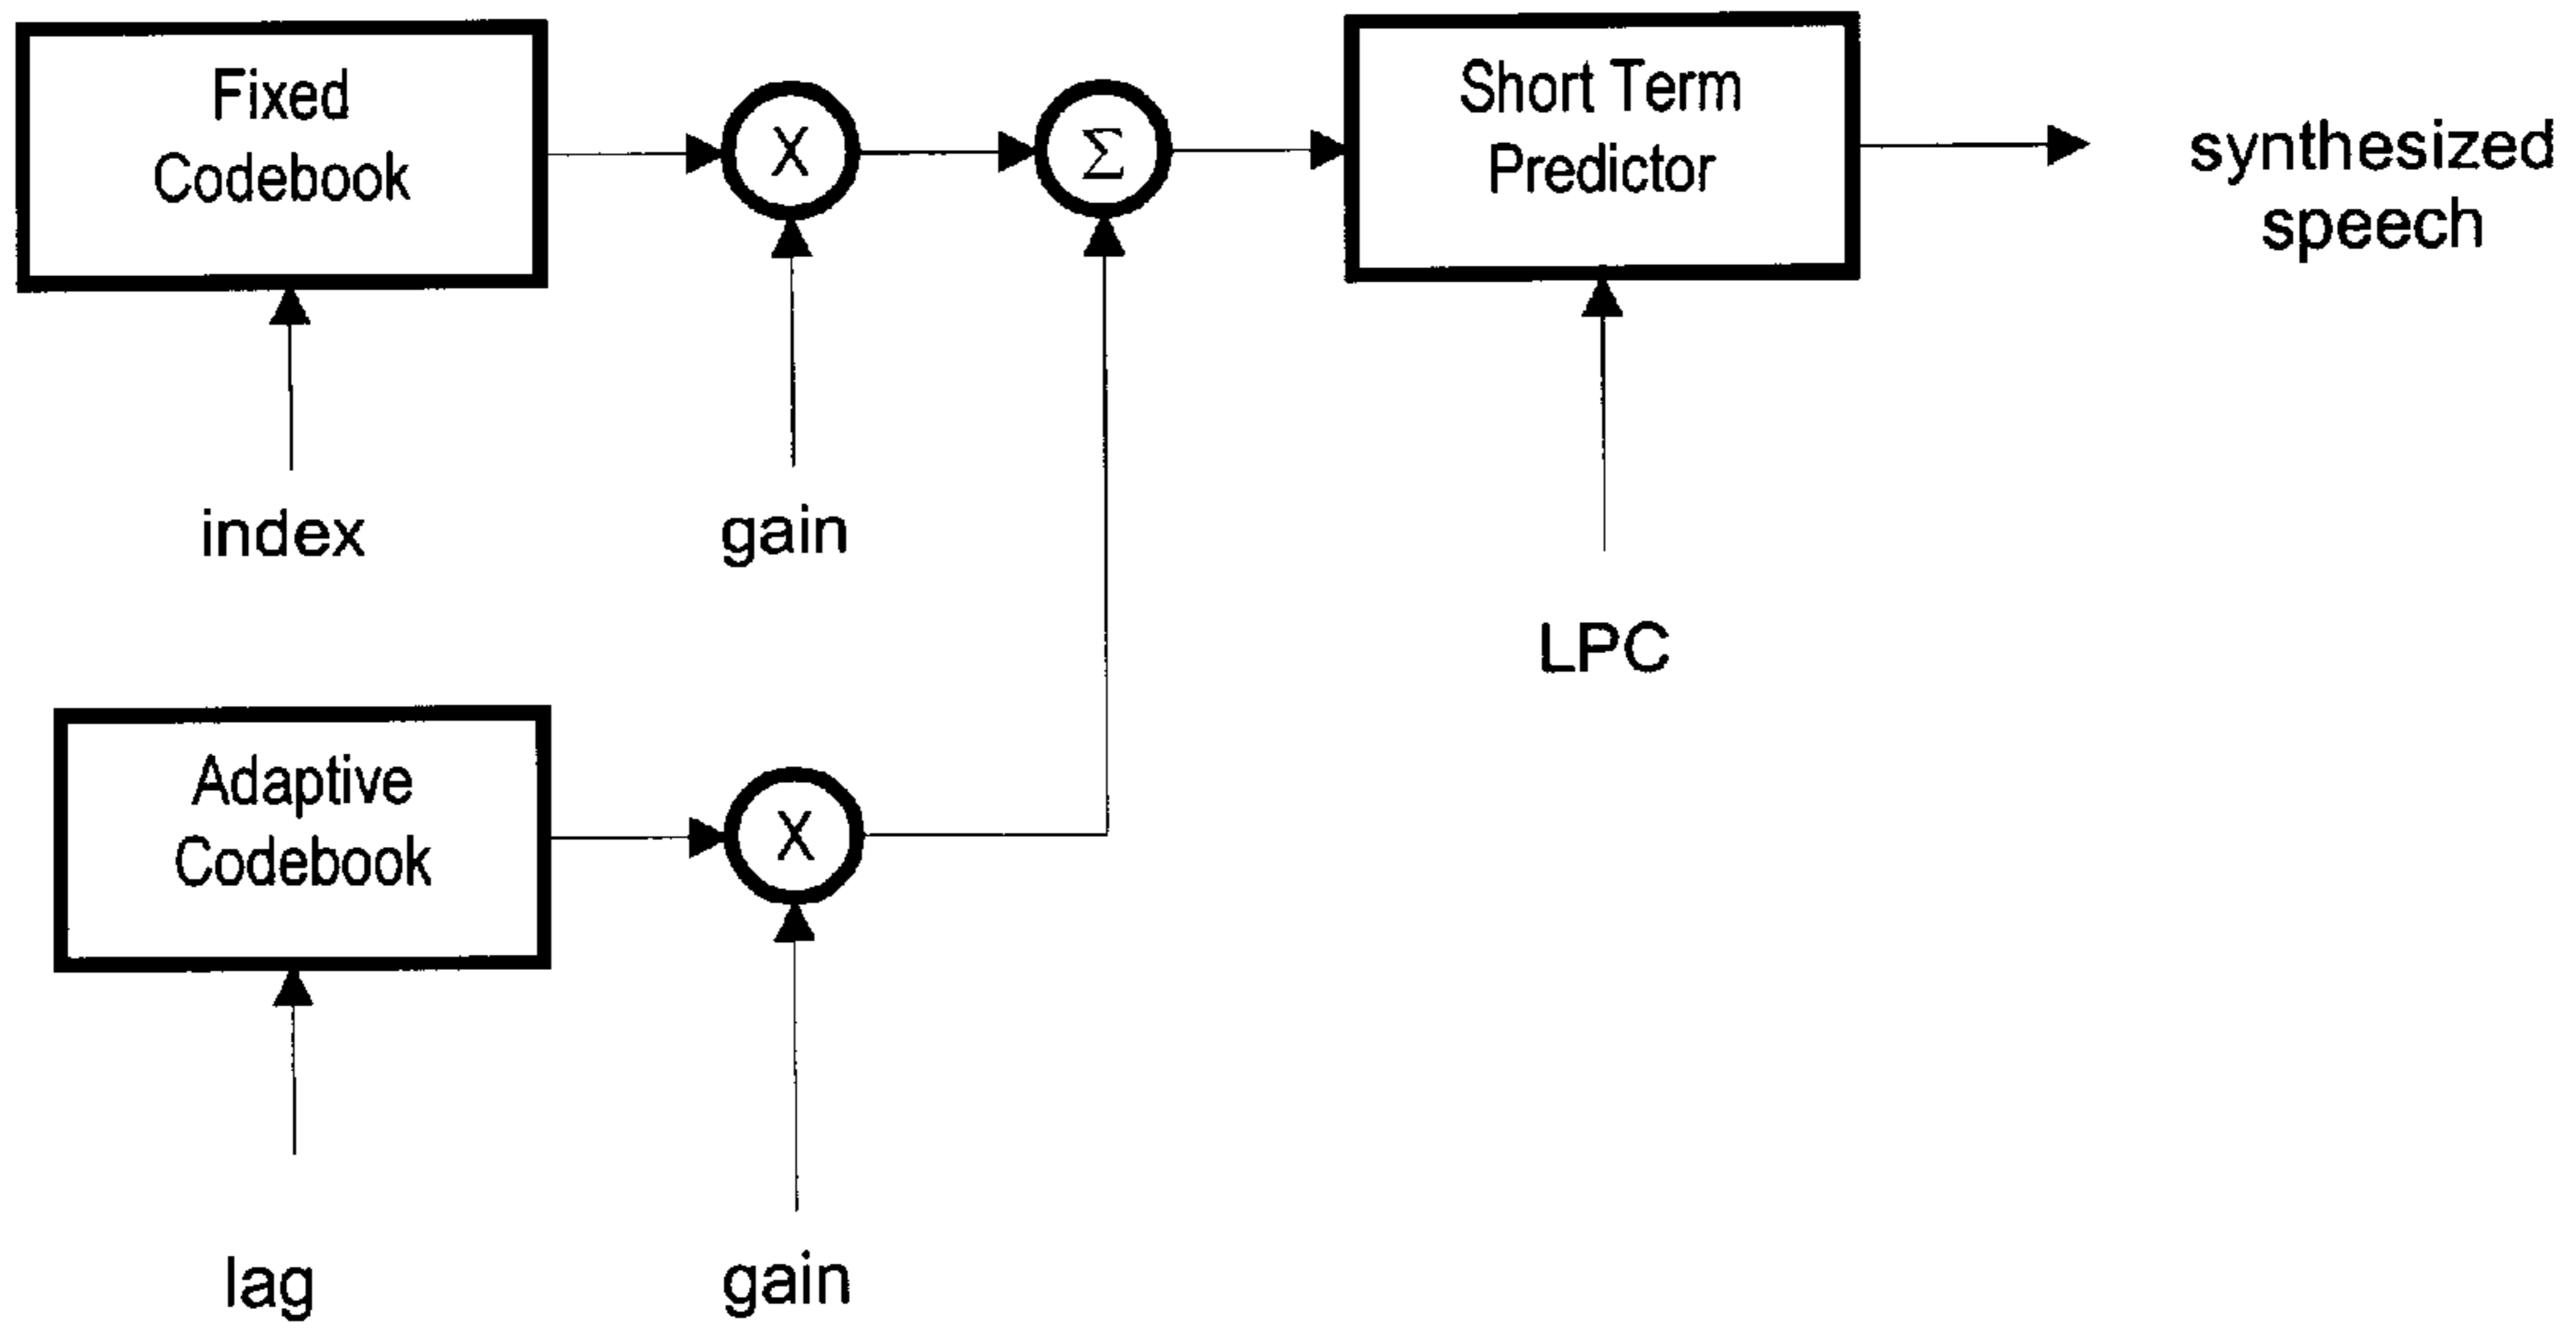 Fixed
Codebook
X
Σ
Short Term
Predictor
synthesized
speech
index
gain
LPC
Adaptive
Codebook
X
lag
gain